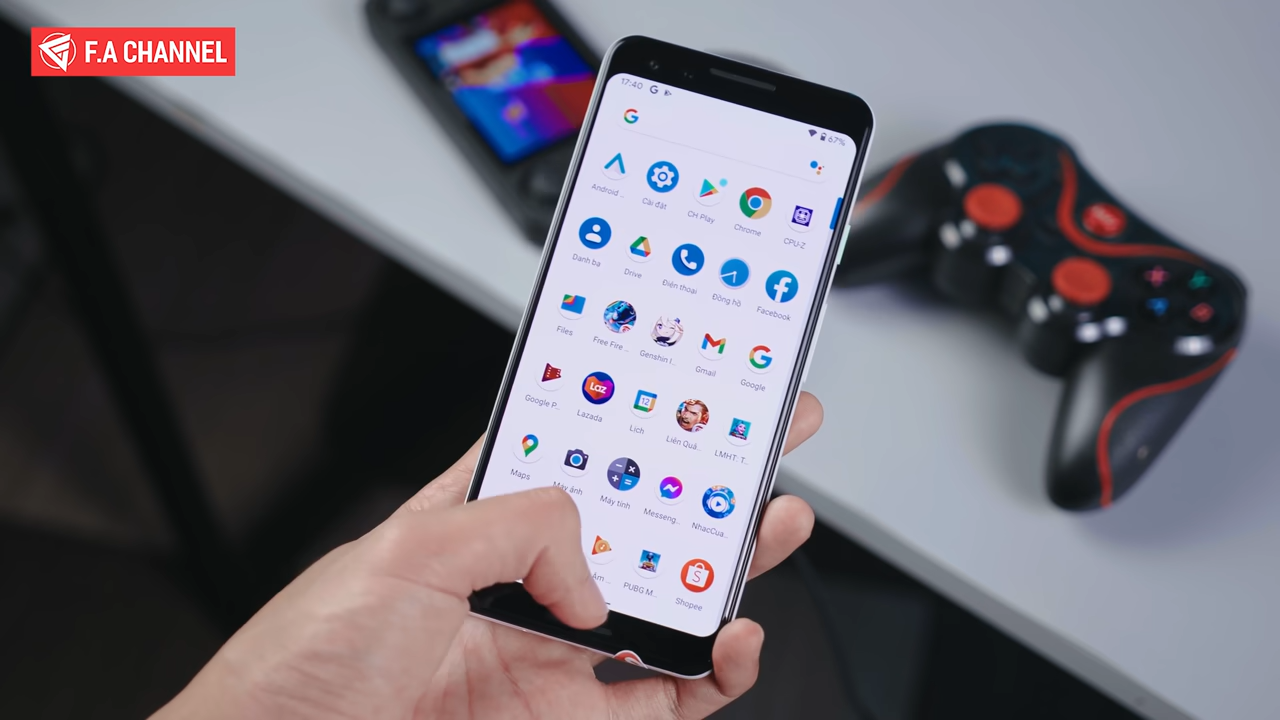 F.A CHANNEL
17:40
67%
Android ..
Cài đặt
CH Play
Chrome
CPU-Z
Danh bạ
Drive
Điện thoại
Đồng hồ
Facebook
Files
Free Fire ..
Genshin I..
Gmail
Google
Google P..
Laz
Lazada
12
Lịch
Liên Quâ..
LMHT: T..
Maps
Máy ảnh
Máy tính
Messeng..
NhacCua..
PUBG M..
Shopee